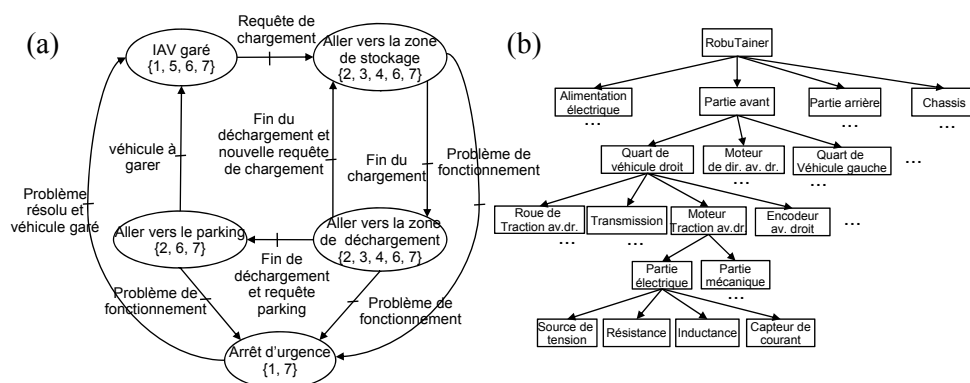 (a)
Requête de
chargement
IAV garé
{1, 5, 6, 7}
Aller vers la zone
de stockage
{2, 3, 4, 6, 7}
véhicule à
garer
Fin du
déchargement et
nouvelle requête
de chargement
Fin du
chargement
Problème de
fonctionnement
Problème
résolu et
véhicule garé
Aller vers le parking
{2, 6, 7}
Aller vers la zone
de déchargement
{2, 3, 4, 6, 7}
Fin de
déchargement
et requête
parking
Problème de
fonctionnement
Problème de
fonctionnement
Arrêt d'urgence
{1, 7}
(b)
RobuTainer
Alimentation
électrique
...
Partie avant
Partie arrière
...
Chassis
...
Quart de
véhicule droit
Moteur
de dir. av. dr.
...
Quart de
Véhicule gauche
...
...
Roue de
Traction av.dr.
...
Transmission
...
Moteur
Traction av.dr
Encodeur
av. droit
...
...
Partie
électrique
Partie
mécanique
...
Source de
tension
Résistance
Inductance
Capteur de
courant